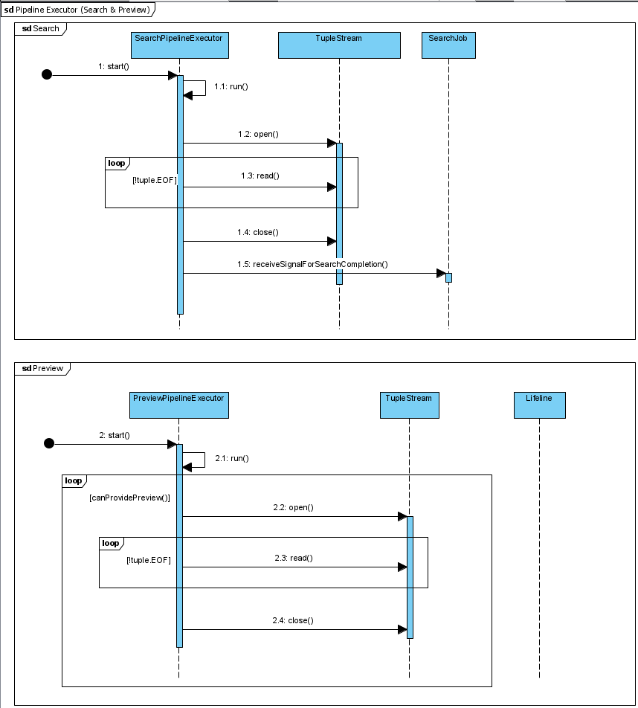 sd Pipeline Executor (Search & Preview)
sd Search
SearchPipelineExecutor
TupleStream
SearchJob
1: start()
1.1: run()
1.2: open()
loop
[!tuple.EOF]
1.3: read()
1.4: close()
1.5: receiveSignalForSearchCompletion()
sd Preview
PreviewPipelineExecutor
TupleStream
Lifeline
2: start()
2.1: run()
loop
[canProvidePreview()]
2.2: open()
loop
[!tuple.EOF]
2.3: read()
2.4: close()